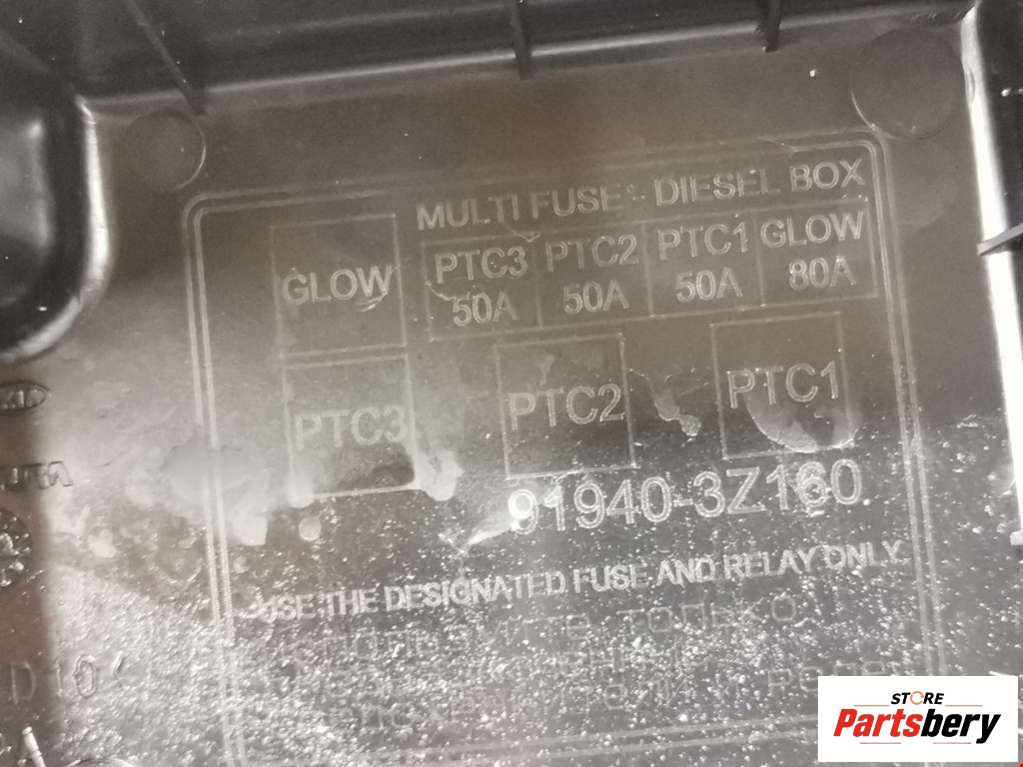 MULTI FUSE - DIESEL BOX
GLOW
PTC3 PTC2 PTC1 GLOW
50A 50A 50A 80A
PTC3 PTC2 PTC1
91940-3Z160
USE THE DESIGNATED FUSE AND RELAY ONLY.
ТОЛЬКО
STORE
Partsbery